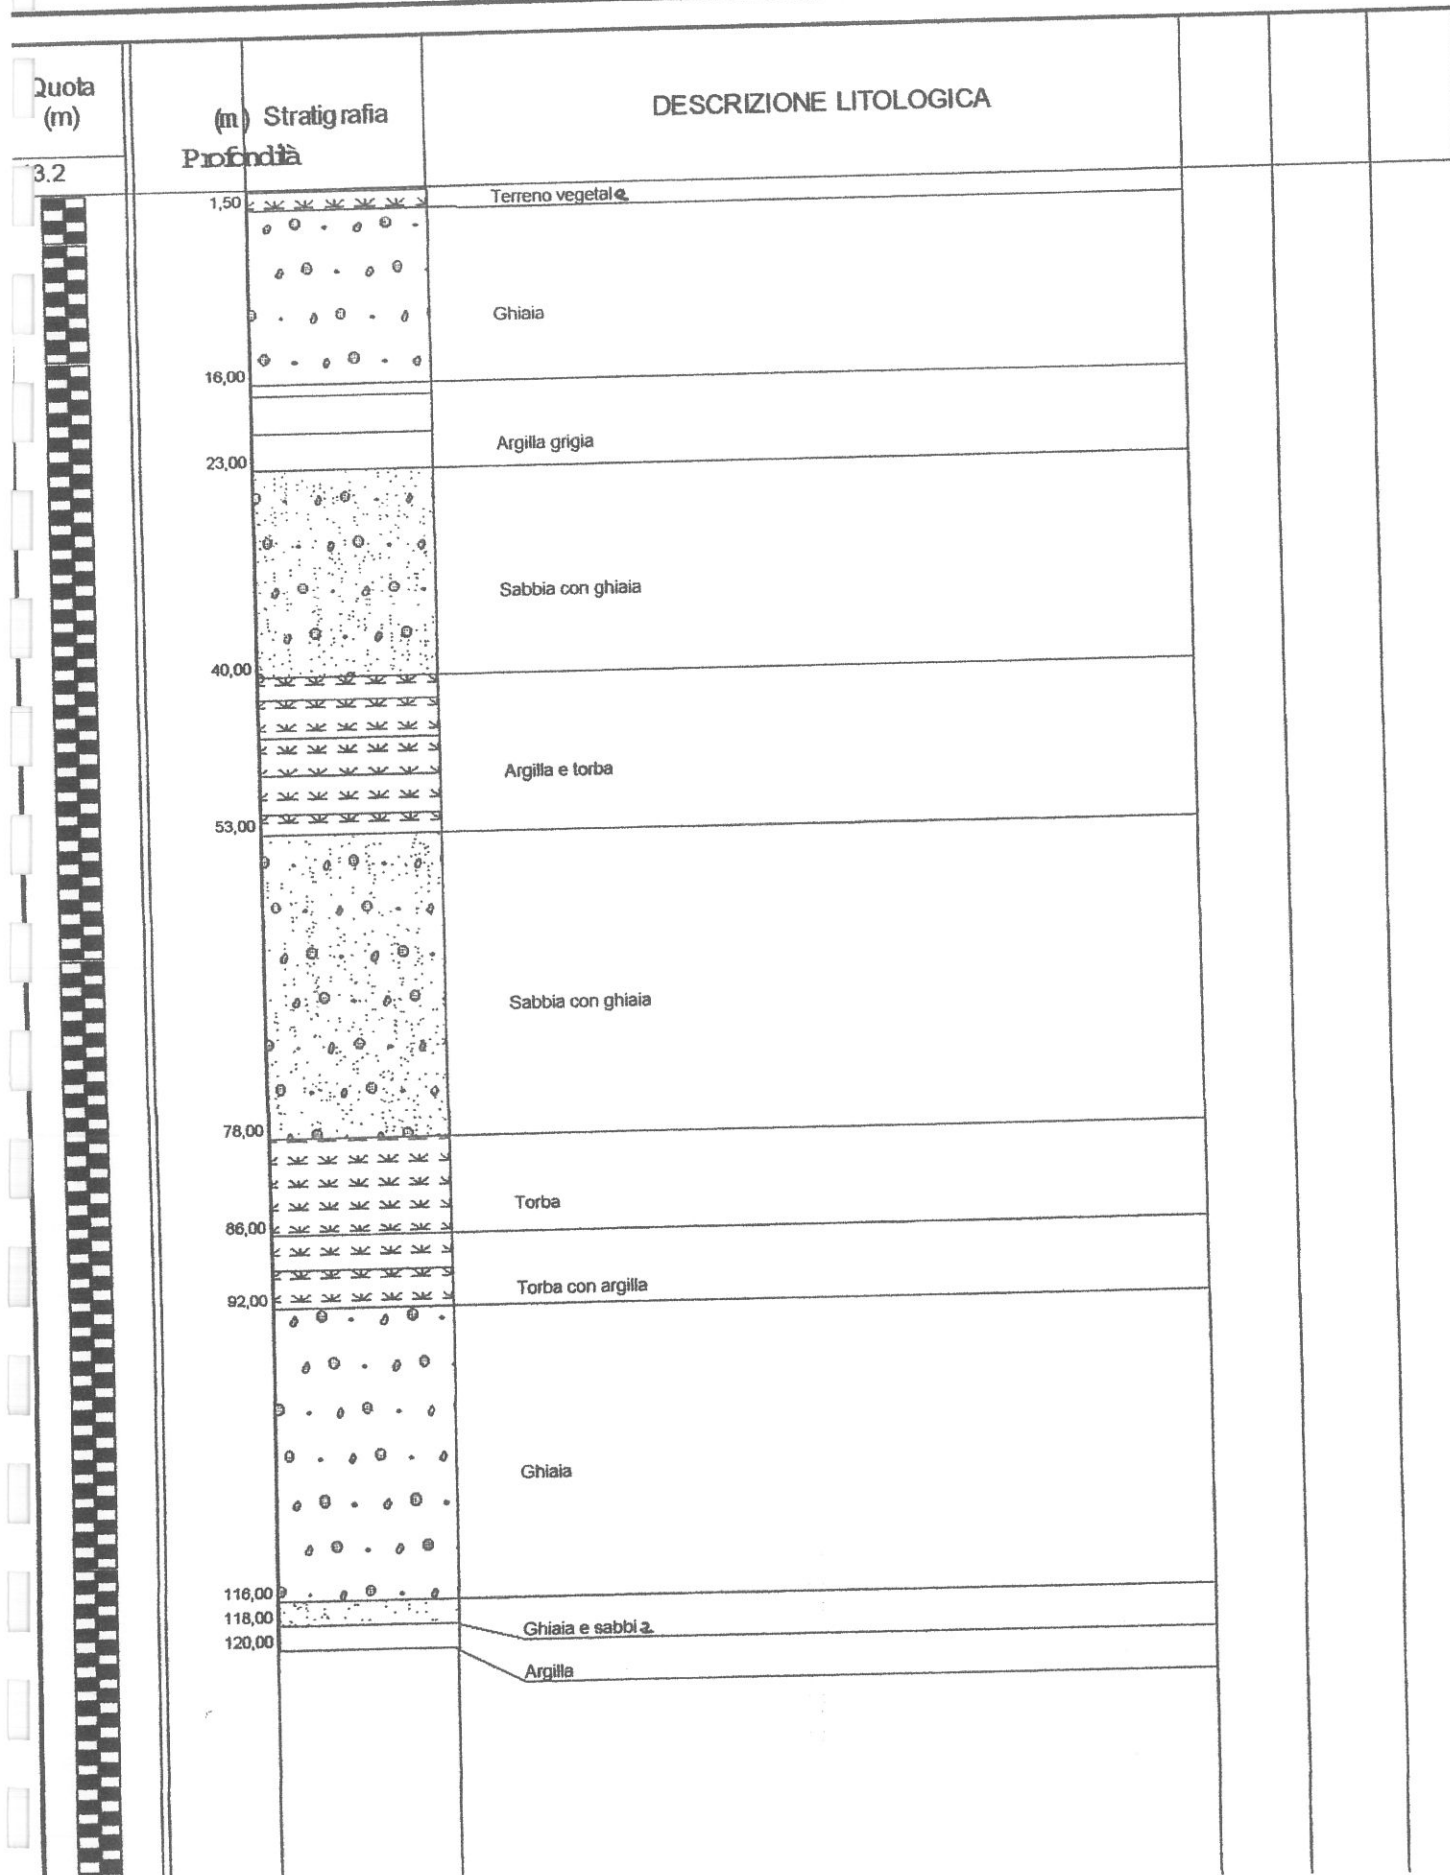 Quota
(m)
(m) Stratigrafia
Profondità
DESCRIZIONE LITOLOGICA
3.2
1,50
Terreno vegetale
Ghiaia
16,00
Argilla grigia
23,00
Sabbia con ghiaia
40,00
Argilla e torba
53,00
Sabbia con ghiaia
78,00
Torba
86,00
Torba con argilla
92,00
Ghiaia
116,00
118,00
Ghiaia e sabbia
120,00
Argilla